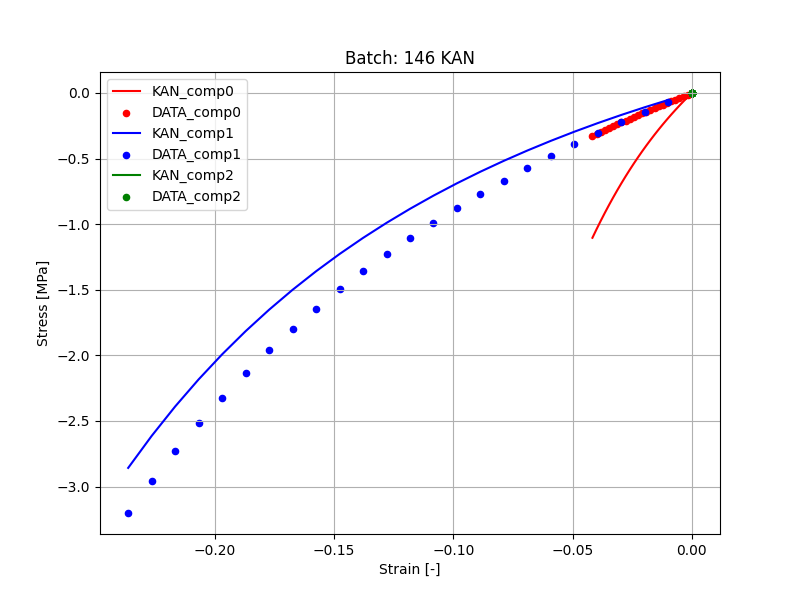 Batch: 146 KAN
KAN_comp0
DATA_comp0
KAN_comp1
DATA_comp1
KAN_comp2
DATA_comp2
0.0
−0.5
−1.0
−1.5
−2.0
−2.5
−3.0
Stress [MPa]
−0.20
−0.15
−0.10
−0.05
0.00
Strain [-]